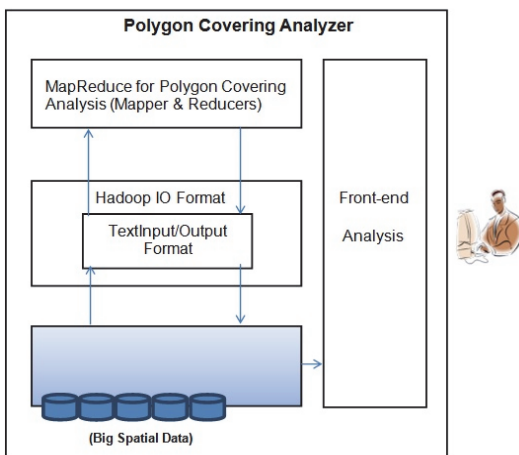 Polygon Covering Analyzer
MapReduce for Polygon Covering
Analysis (Mapper & Reducers)
Hadoop IO Format
TextInput/Output
Format
Front-end
Analysis
(Big Spatial Data)